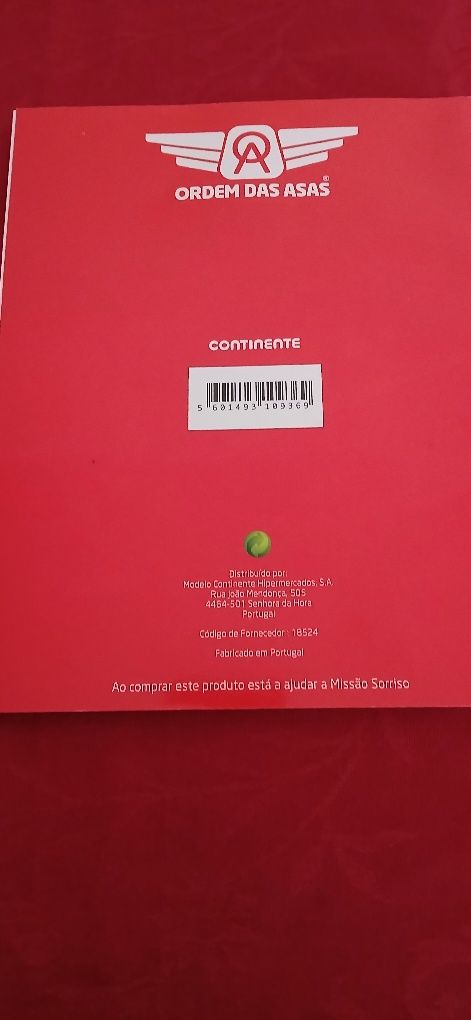 OA
ORDEM DAS ASAS ®
CONTINENTE
5 601493 109369
Distribuído por:
Modelo Continente Hipermercados, S.A.
Rua João Mendonça, 505
4464-501 Senhora da Hora
Portugal
Código de Fornecedor: 18524
Fabricado em Portugal
Ao comprar este produto está a ajudar a Missão Sorriso